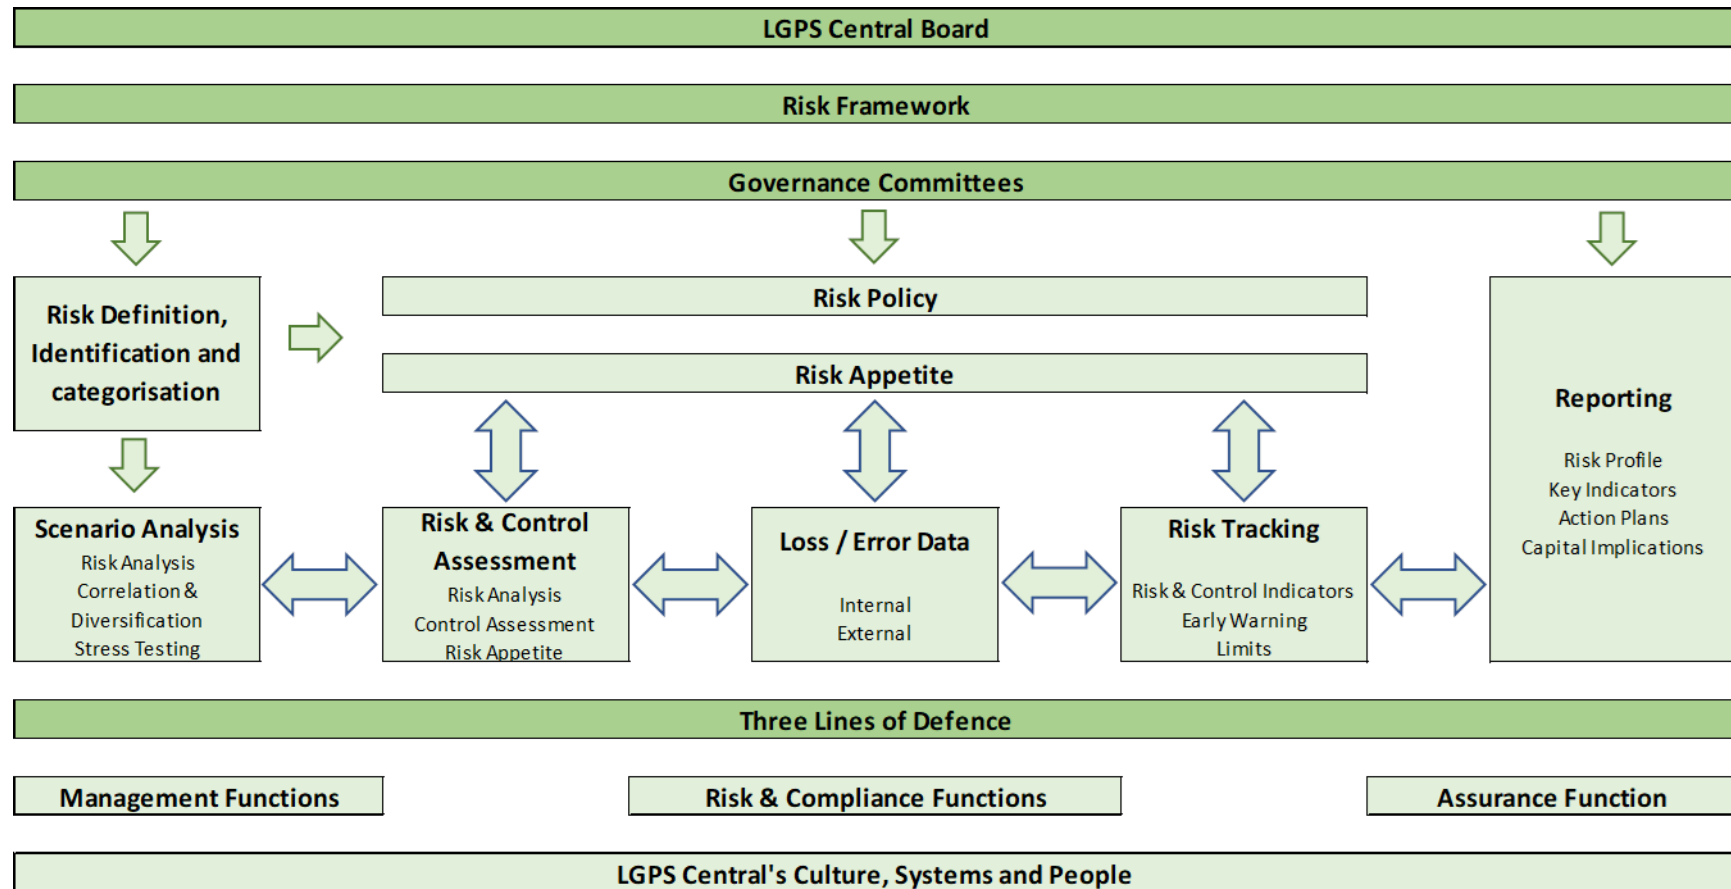 LGPS Central Board
Risk Framework
Governance Committees
Risk Definition,
Identification and
categorisation
Risk Policy
Risk Appetite
Reporting
Risk Profile
Key Indicators
Action Plans
Capital Implications
Scenario Analysis
Risk Analysis
Correlation &
Diversification
Stress Testing
Risk & Control
Assessment
Risk Analysis
Control Assessment
Risk Appetite
Loss / Error Data
Internal
External
Risk Tracking
Risk & Control Indicators
Early Warning
Limits
Three Lines of Defence
Management Functions
Risk & Compliance Functions
Assurance Function
LGPS Central's Culture, Systems and People